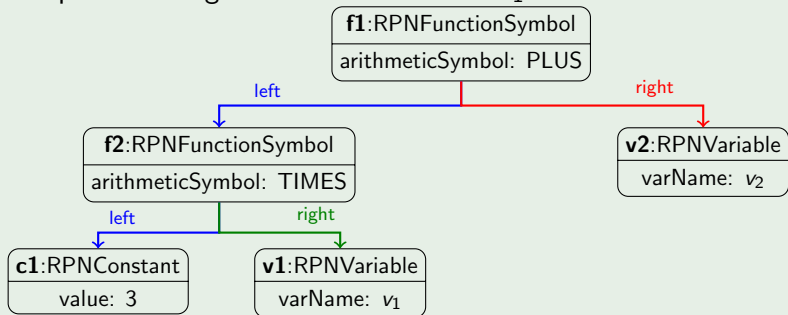 f1:RPNFunctionSymbol
arithmeticSymbol: PLUS
left
right
f2:RPNFunctionSymbol
arithmeticSymbol: TIMES
v2:RPNVariable
varName: v₂
left
right
c1:RPNConstant
value: 3
v1:RPNVariable
varName: v₁